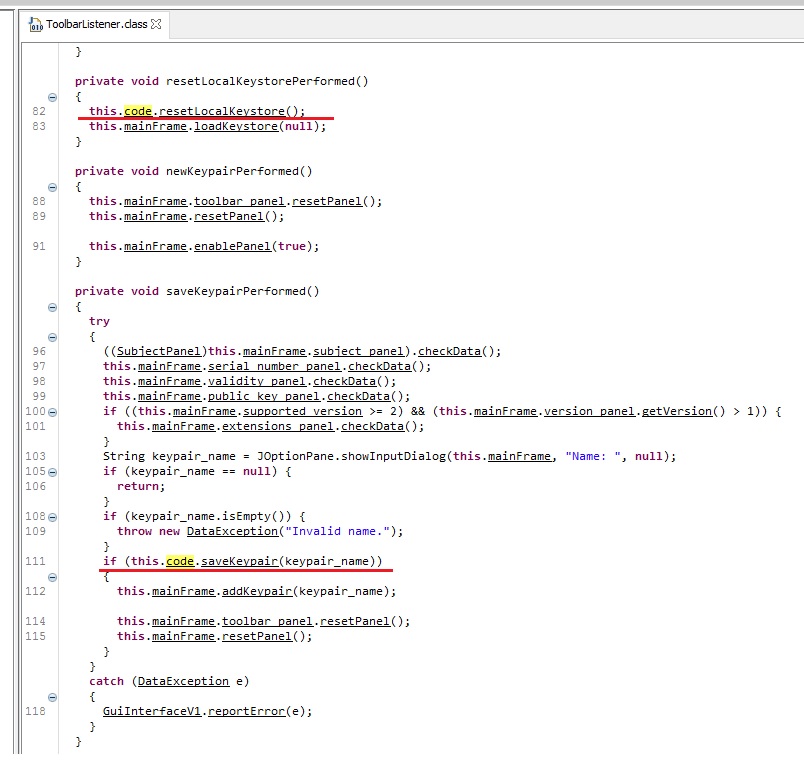 ToolbarListener.class
}
private void resetLocalKeystorePerformed()
{
82 this.code.resetLocalKeystore();
83 this.mainFrame.loadKeystore(null);
}
private void newKeypairPerformed()
{
88 this.mainFrame.toolbar_panel.resetPanel();
89 this.mainFrame.resetPanel();
91 this.mainFrame.enablePanel(true);
}
private void saveKeypairPerformed()
{
try
{
96 ((SubjectPanel)this.mainFrame.subject_panel).checkData();
97 this.mainFrame.serial_number_panel.checkData();
98 this.mainFrame.validity_panel.checkData();
99 this.mainFrame.public_key_panel.checkData();
100 if ((this.mainFrame.supported_version >= 2) && (this.mainFrame.version_panel.getVersion() > 1)) {
101 this.mainFrame.extensions_panel.checkData();
}
103 String keypair_name = JOptionPane.showInputDialog(this.mainFrame, "Name: ", null);
105 if (keypair_name == null) {
106 return;
}
108 if (keypair_name.isEmpty()) {
109 throw new DataException("Invalid name.");
}
111 if (this.code.saveKeypair(keypair_name))
{
112 this.mainFrame.addKeypair(keypair_name);
114 this.mainFrame.toolbar_panel.resetPanel();
115 this.mainFrame.resetPanel();
}
}
catch (DataException e)
{
118 GuiInterfaceV1.reportError(e);
}
}